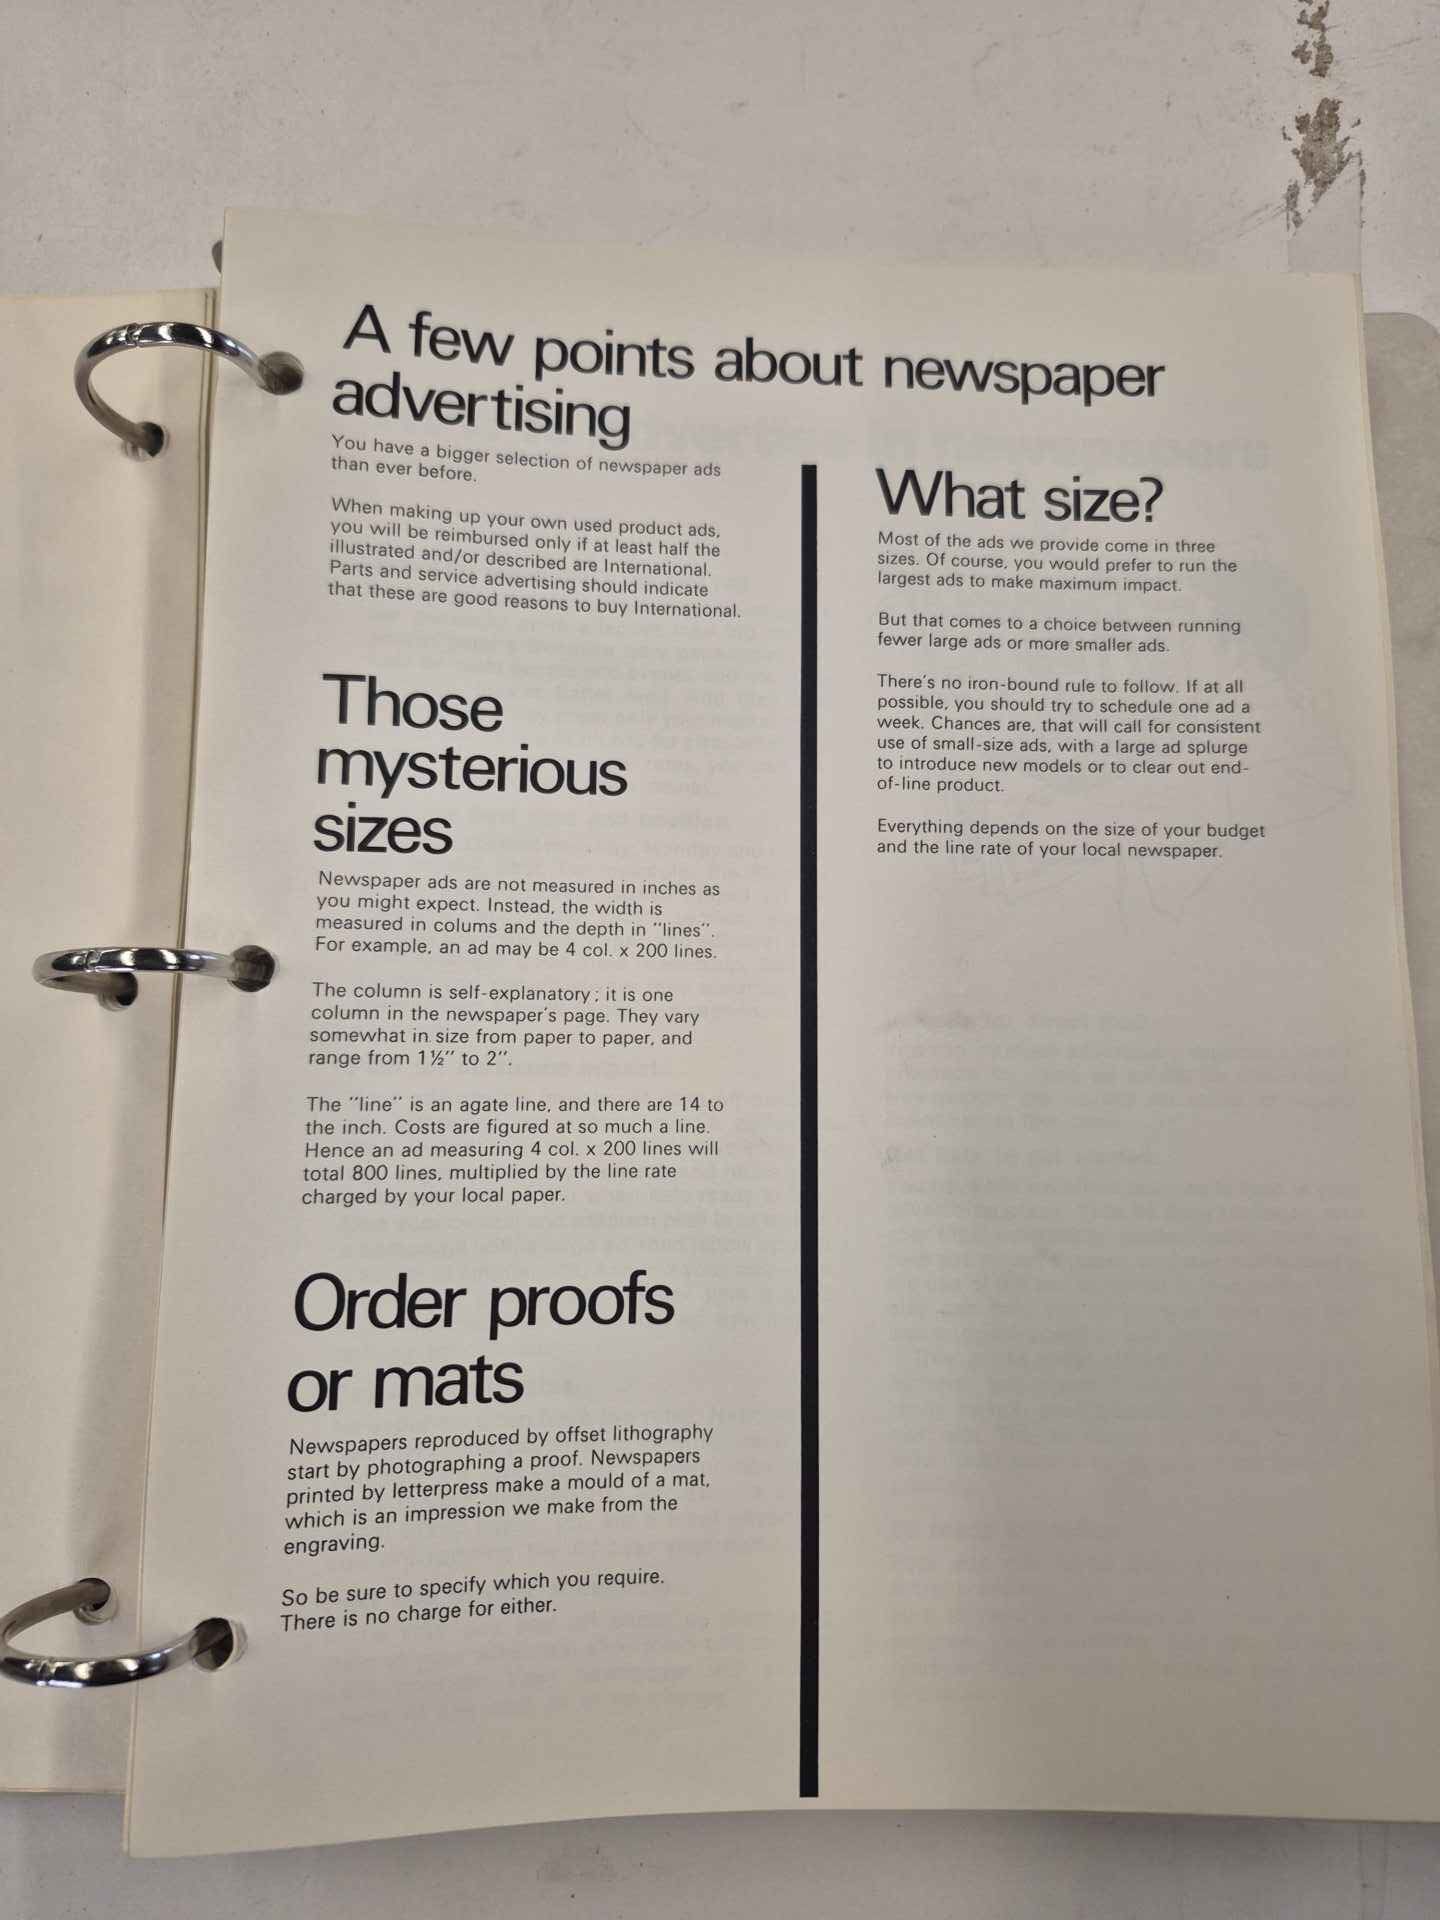 A few points about newspaper
advertising
You have a bigger selection of newspaper ads
than ever before.
When making up your own used product ads,
you will be reimbursed only if at least half the
illustrated and/or described are International.
Parts and service advertising should indicate
that these are good reasons to buy International.
Those
mysterious
sizes
Newspaper ads are not measured in inches as
you might expect. Instead, the width is
measured in colums and the depth in "lines".
For example, an ad may be 4 col. x 200 lines.
The column is self-explanatory; it is one
column in the newspaper's page. They vary
somewhat in size from paper to paper, and
range from 1½" to 2".
The "line" is an agate line, and there are 14 to
the inch. Costs are figured at so much a line.
Hence an ad measuring 4 col. x 200 lines will
total 800 lines, multiplied by the line rate
charged by your local paper.
Order proofs
or mats
Newspapers reproduced by offset lithography
start by photographing a proof. Newspapers
printed by letterpress make a mould of a mat,
which is an impression we make from the
engraving.
So be sure to specify which you require.
There is no charge for either.
What size?
Most of the ads we provide come in three
sizes. Of course, you would prefer to run the
largest ads to make maximum impact.
But that comes to a choice between running
fewer large ads or more smaller ads.
There's no iron-bound rule to follow. If at all
possible, you should try to schedule one ad a
week. Chances are, that will call for consistent
use of small-size ads, with a large ad splurge
to introduce new models or to clear out end-
of-line product.
Everything depends on the size of your budget
and the line rate of your local newspaper.